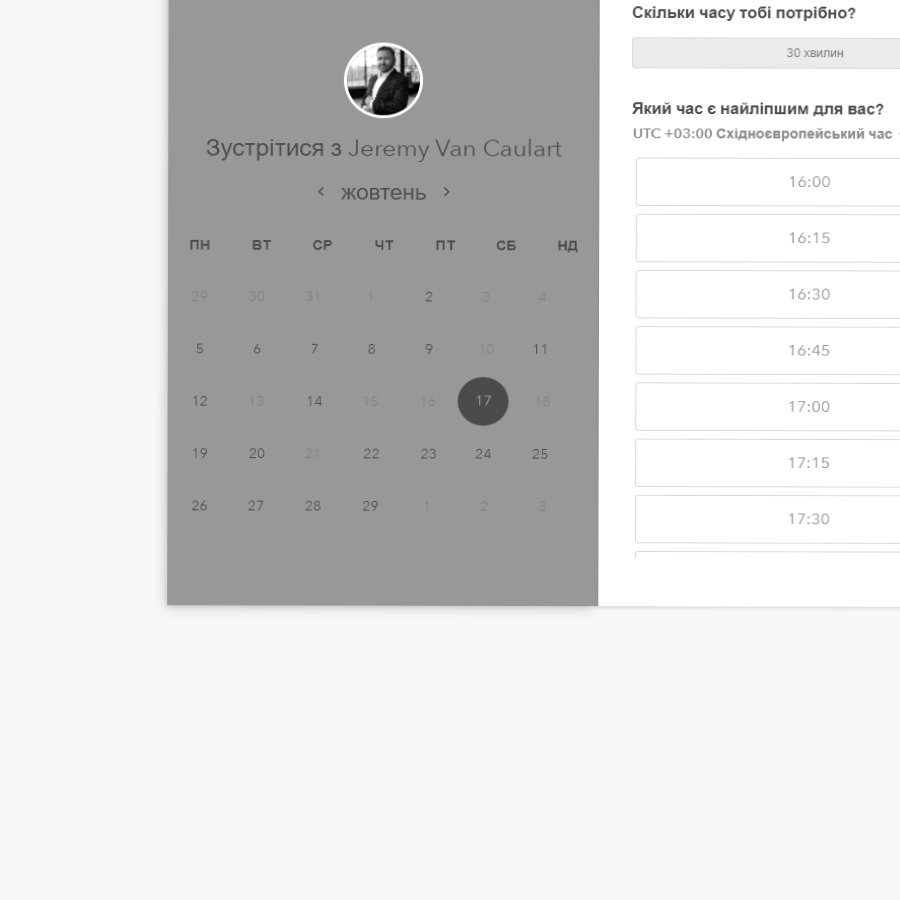 Зустрітися з Jeremy Van Caulart
‹ жовтень ›
ПН ВТ СР ЧТ ПТ СБ НД
29 30 31 1 2 3 4
5 6 7 8 9 10 11
12 13 14 15 16 17 18
19 20 21 22 23 24 25
26 27 28 29 1 2 3
Скільки часу тобі потрібно?
30 хвилин
Який час є найліпшим для вас?
UTC +03:00 Східноєвропейський час
16:00
16:15
16:30
16:45
17:00
17:15
17:30